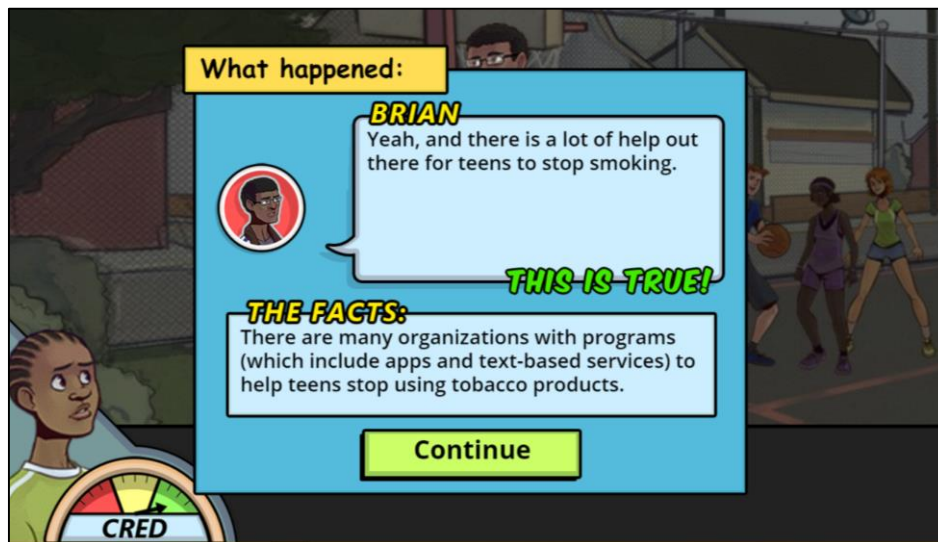 What happened:
BRIAN
Yeah, and there is a lot of help out
there for teens to stop smoking.
THIS IS TRUE!
THE FACTS:
There are many organizations with programs
(which include apps and text-based services) to
help teens stop using tobacco products.
Continue
CRED